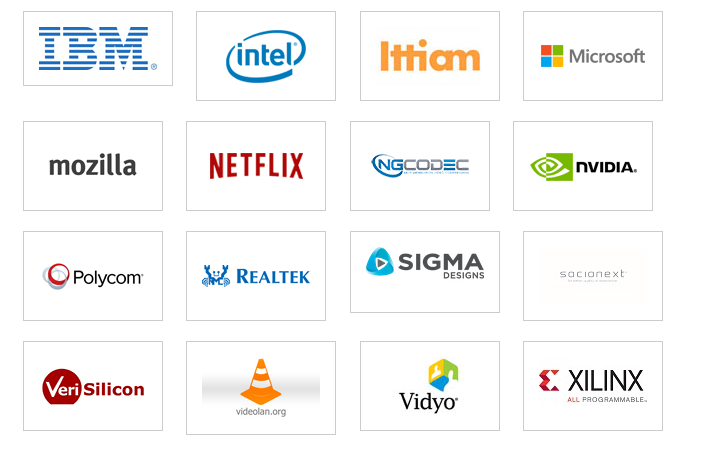 IBM®
intel®
Ittiam
Microsoft
mozilla
NETFLIX
NGCODEC
NVIDIA®
Polycom®
REALTEK
SIGMA
DESIGNS
socionext
VeriSilicon
videolan.org
Vidyo®
XILINX
ALL PROGRAMMABLE™